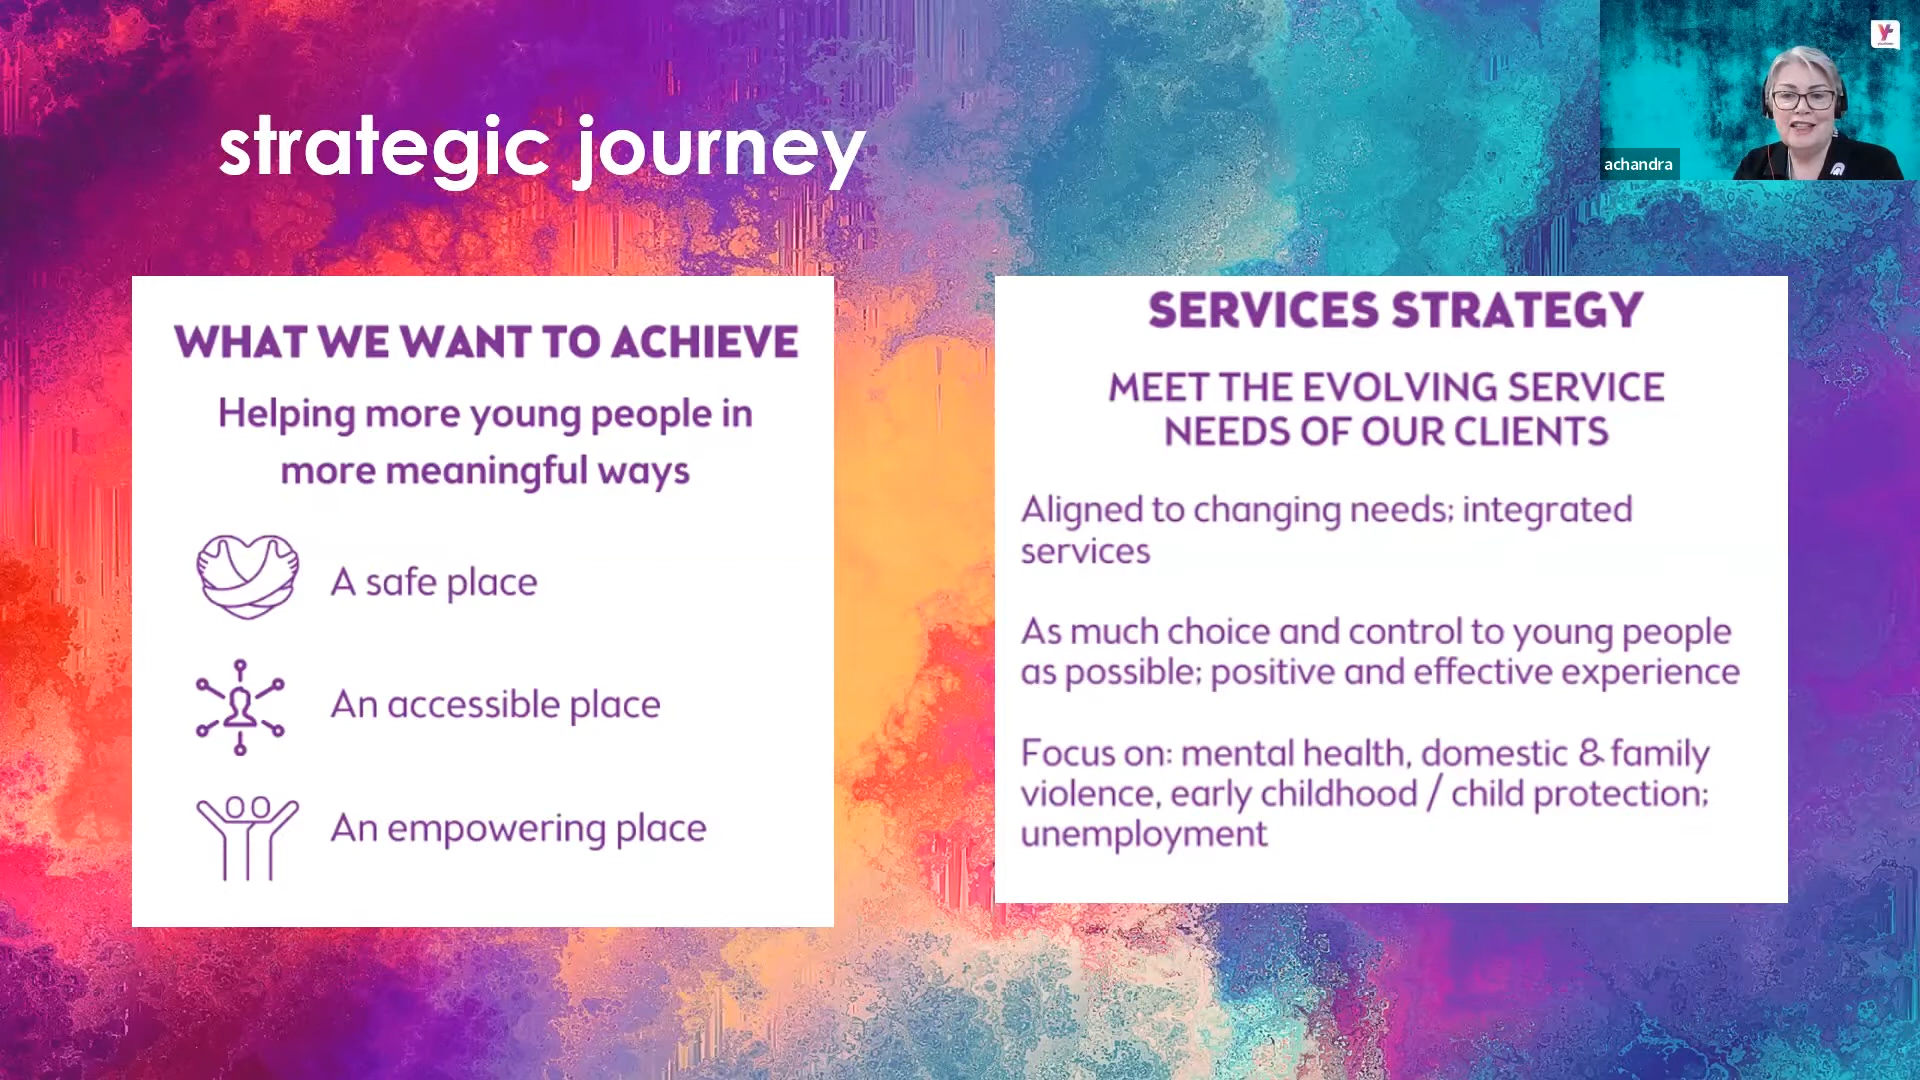 strategic journey
achandra
WHAT WE WANT TO ACHIEVE
Helping more young people in
more meaningful ways
A safe place
An accessible place
An empowering place
SERVICES STRATEGY
MEET THE EVOLVING SERVICE
NEEDS OF OUR CLIENTS
Aligned to changing needs; integrated
services
As much choice and control to young people
as possible; positive and effective experience
Focus on: mental health, domestic & family
violence, early childhood / child protection;
unemployment